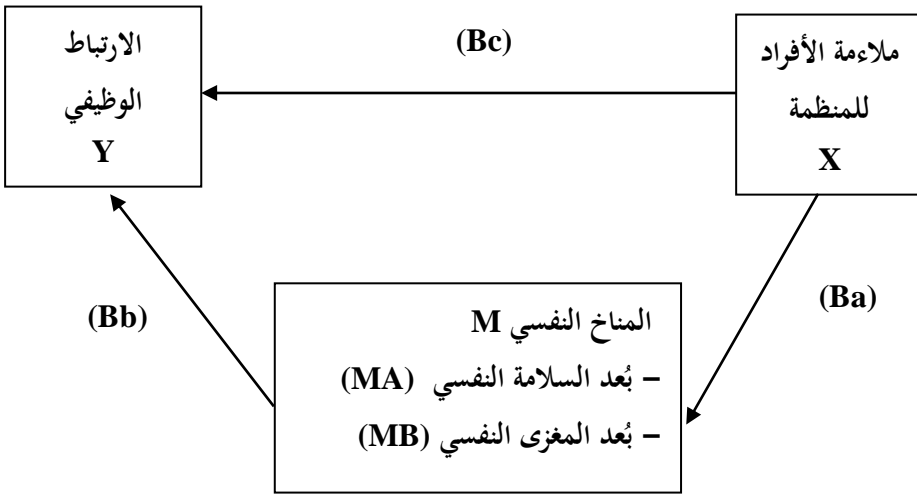 ملاءمة الأفراد
للمنظمة
X
(Bc)
الارتباط
الوظيفي
Y
(Ba)
(Bb)
المناخ النفسي M
– بُعد السلامة النفسي (MA)
– بُعد المغزى النفسي (MB)